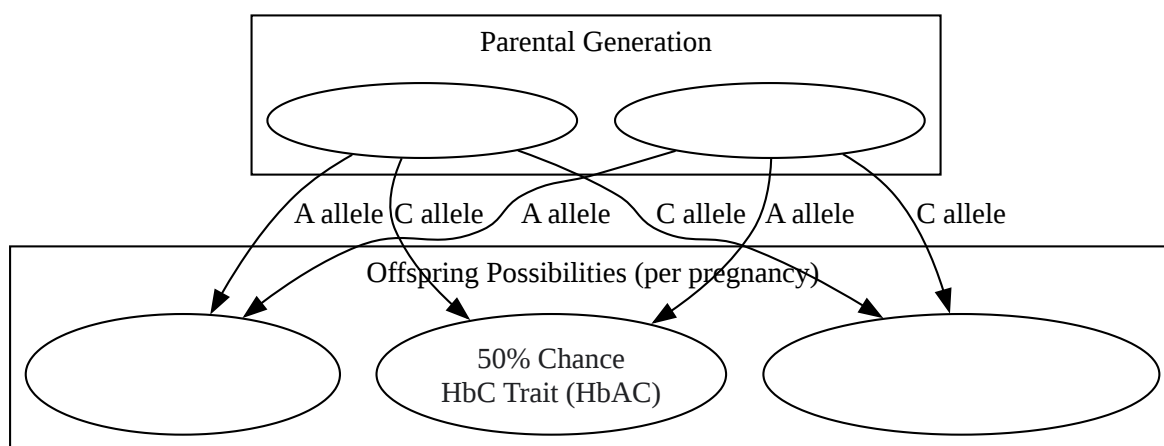 Parental Generation
A allele
C allele
A allele
C allele
A allele
C allele
Offspring Possibilities (per pregnancy)
50% Chance
HbC Trait (HbAC)